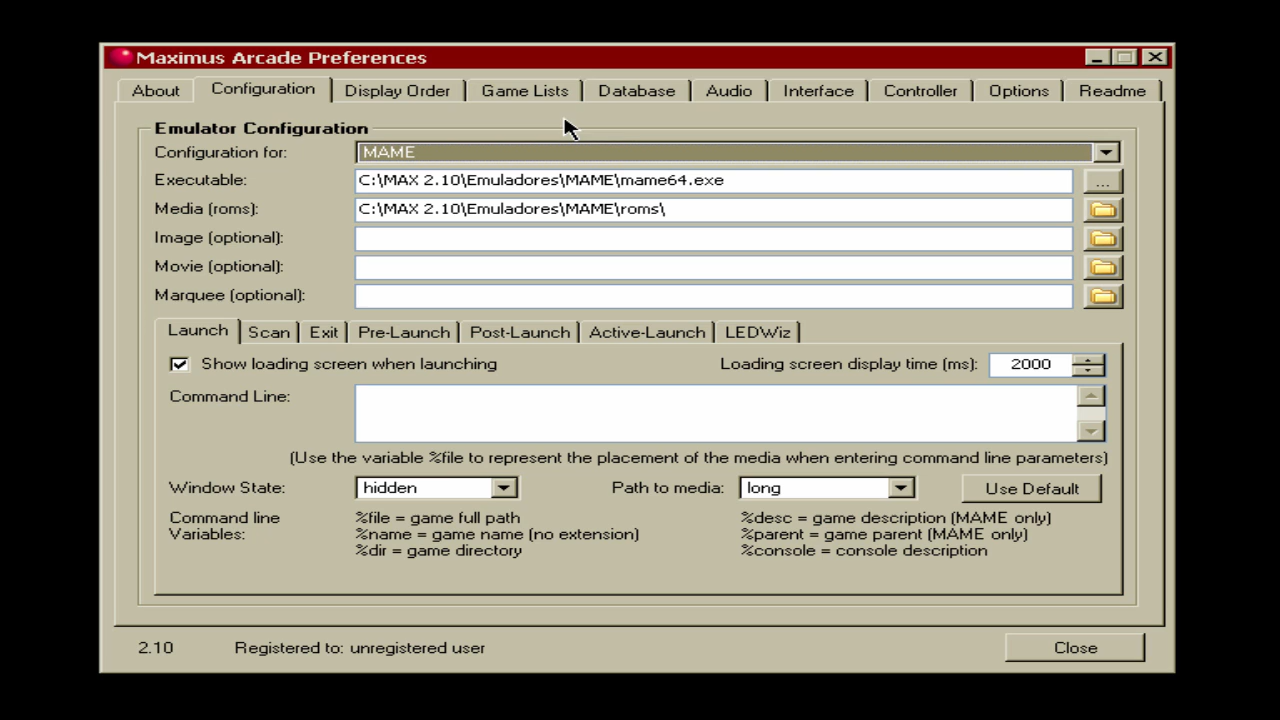 Maximus Arcade Preferences
About Configuration Display Order Game Lists Database Audio Interface Controller Options Readme
Emulator Configuration
Configuration for: MAME
Executable: C:\MAX 2.10\Emuladores\MAME\mame64.exe ...
Media (roms): C:\MAX 2.10\Emuladores\MAME\roms\
Image (optional):
Movie (optional):
Marquee (optional):
Launch Scan Exit Pre-Launch Post-Launch Active-Launch LEDWiz
Show loading screen when launching Loading screen display time (ms): 2000
Command Line:
(Use the variable %file to represent the placement of the media when entering command line parameters)
Window State: hidden Path to media: long Use Default
Command line %file = game full path %desc = game description (MAME only)
Variables: %name = game name (no extension) %parent = game parent (MAME only)
%dir = game directory %console = console description
2.10 Registered to: unregistered user Close